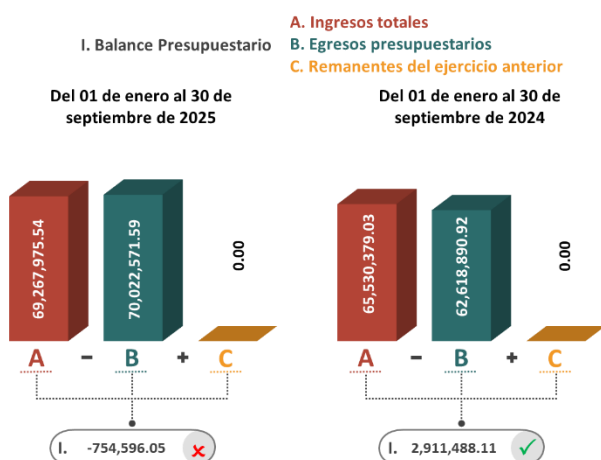 I. Balance Presupuestario
A. Ingresos totales
B. Egresos presupuestarios
C. Remanentes del ejercicio anterior
Del 01 de enero al 30 de
septiembre de 2025
69,267,975.54
70,022,571.59
0.00
A - B + C
I. -754,596.05
Del 01 de enero al 30 de
septiembre de 2024
65,530,379.03
62,618,890.92
0.00
A - B + C
I. 2,911,488.11